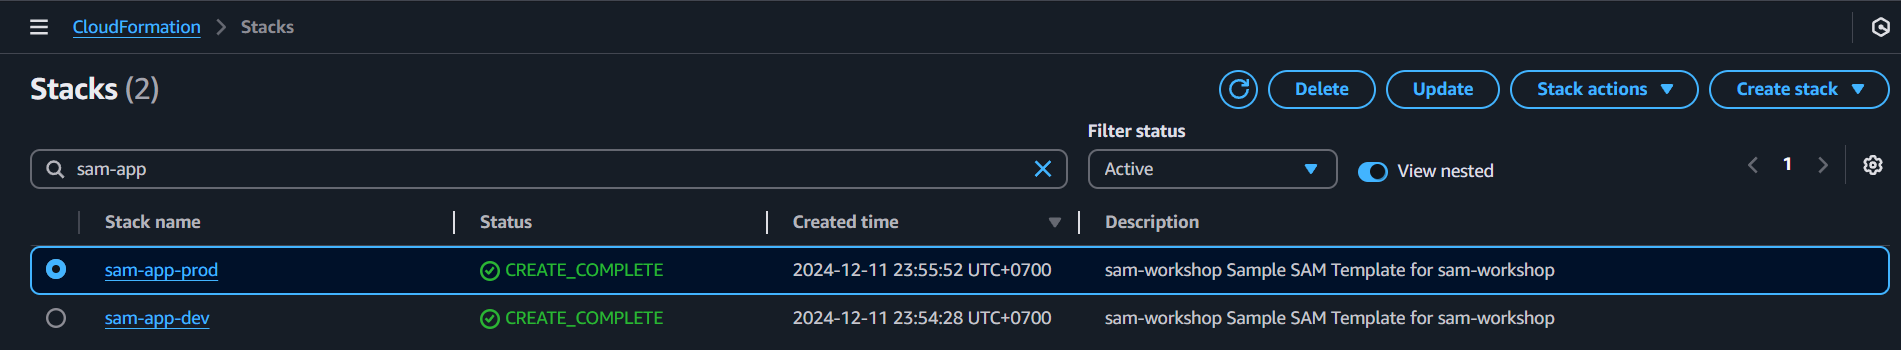 CloudFormation > Stacks
Stacks (2)
Delete
Update
Stack actions
Create stack
Filter status
sam-app
Active
View nested
1
Stack name Status Created time Description
sam-app-prod CREATE_COMPLETE 2024-12-11 23:55:52 UTC+0700 sam-workshop Sample SAM Template for sam-workshop
sam-app-dev CREATE_COMPLETE 2024-12-11 23:54:28 UTC+0700 sam-workshop Sample SAM Template for sam-workshop